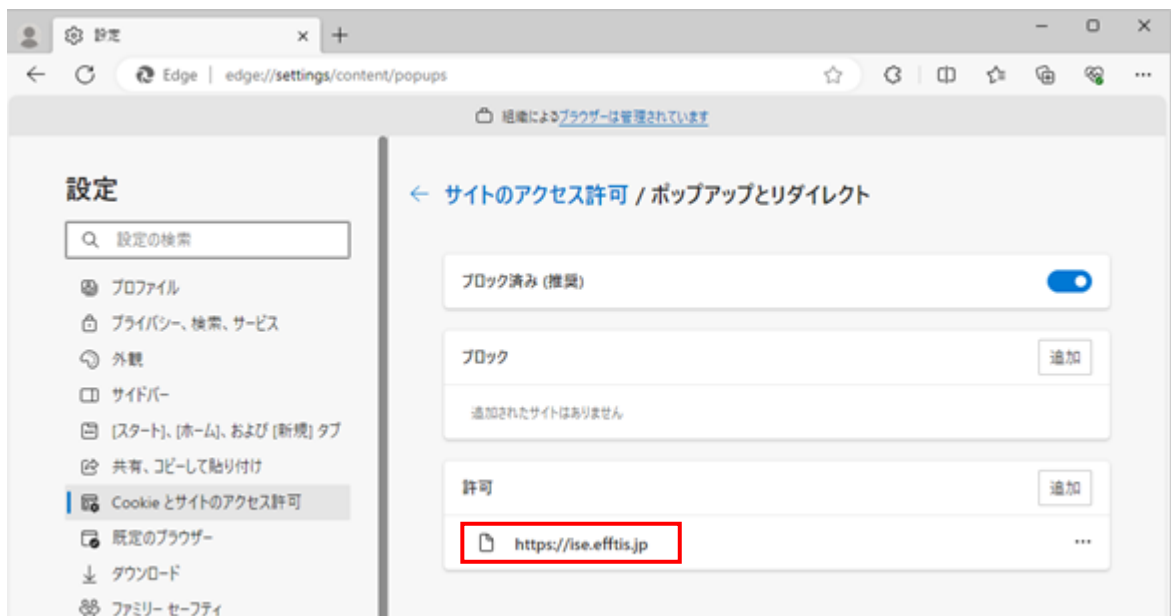 設定
Edge | edge://settings/content/popups
組織によるブラウザーは管理されています
設定
設定の検索
プロファイル
プライバシー、検索、サービス
外観
サイドバー
[スタート]、[ホーム]、および [新規] タブ
共有、コピーして貼り付け
Cookie とサイトのアクセス許可
既定のブラウザー
ダウンロード
ファミリー セーフティ
サイトのアクセス許可 / ポップアップとリダイレクト
ブロック済み (推奨)
ブロック
追加
追加されたサイトはありません
許可
追加
https://ise.efftis.jp